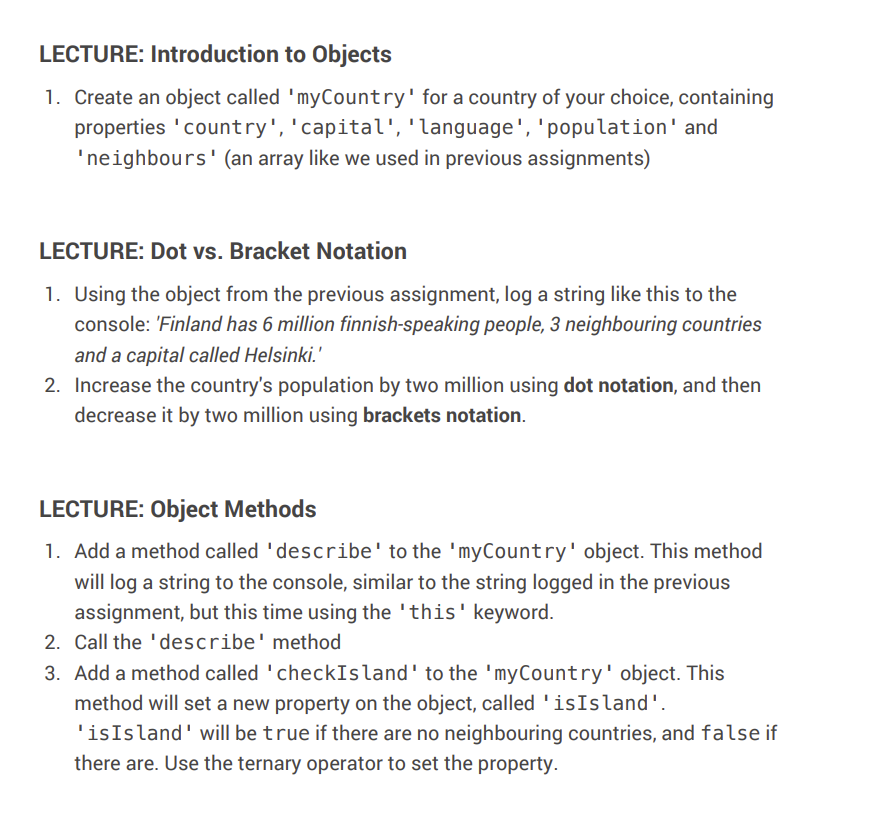 LECTURE: Introduction to Objects
1. Create an object called 'myCountry' for a country of your choice, containing
properties 'country', 'capital', 'language', 'population' and
'neighbours' (an array like we used in previous assignments)
LECTURE: Dot vs. Bracket Notation
1. Using the object from the previous assignment, log a string like this to the
console: 'Finland has 6 million finnish-speaking people, 3 neighbouring countries
and a capital called Helsinki.'
2. Increase the country's population by two million using dot notation, and then
decrease it by two million using brackets notation.
LECTURE: Object Methods
1. Add a method called 'describe' to the 'myCountry' object. This method
will log a string to the console, similar to the string logged in the previous
assignment, but this time using the 'this' keyword.
2. Call the 'describe' method
3. Add a method called 'checkIsland' to the 'myCountry' object. This
method will set a new property on the object, called 'isIsland'.
'isIsland' will be true if there are no neighbouring countries, and false if
there are. Use the ternary operator to set the property.